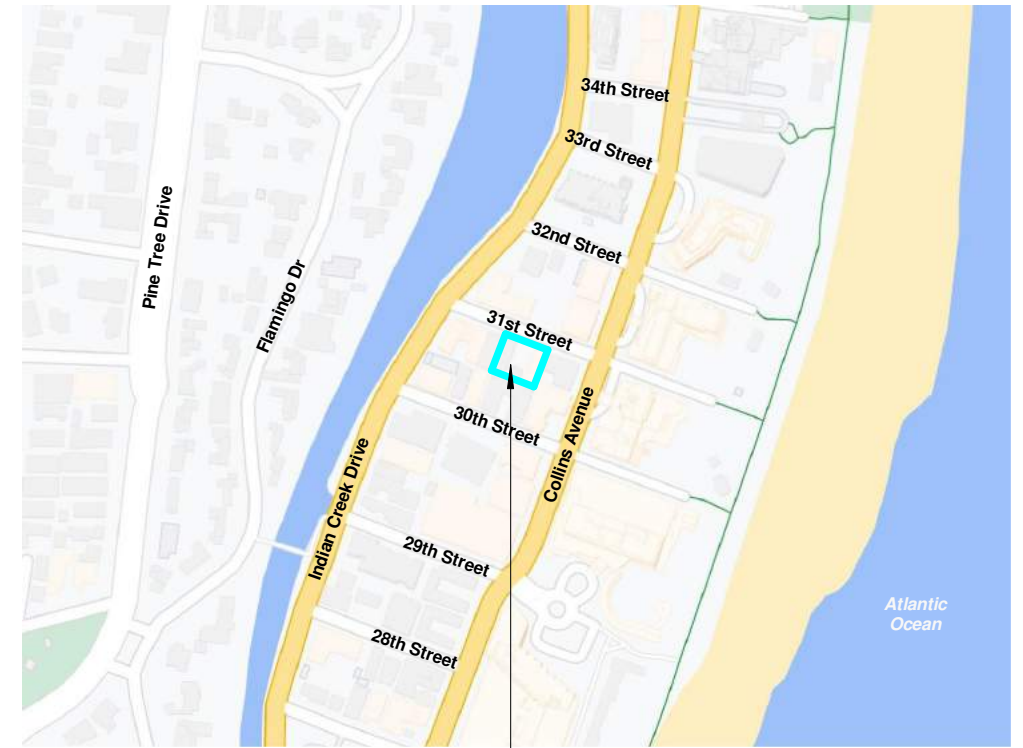 34th Street
33rd Street
Pine Tree Drive
32nd Street
Flamingo Dr
31st Street
30th Street
Collins Avenue
Indian Creek Drive
29th Street
Atlantic
Ocean
28th Street